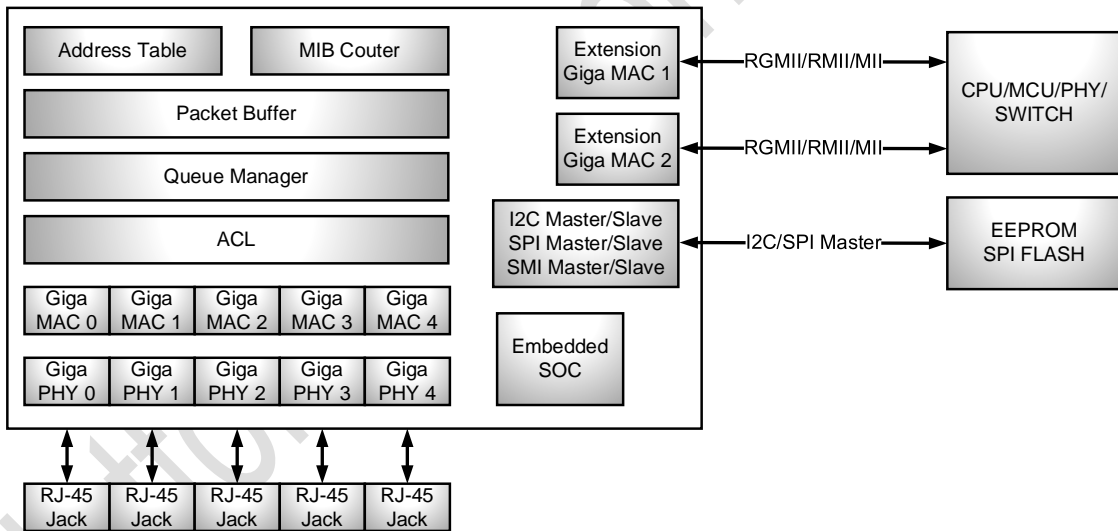 Address Table
MIB Couter
Packet Buffer
Queue Manager
ACL
Giga
MAC 0
Giga
MAC 1
Giga
MAC 2
Giga
MAC 3
Giga
MAC 4
Giga
PHY 0
Giga
PHY 1
Giga
PHY 2
Giga
PHY 3
Giga
PHY 4
Extension
Giga MAC 1
Extension
Giga MAC 2
I2C Master/Slave
SPI Master/Slave
SMI Master/Slave
Embedded
SOC
RGMII/RMII/MII
RGMII/RMII/MII
I2C/SPI Master
CPU/MCU/PHY/
SWITCH
EEPROM
SPI FLASH
RJ-45
Jack
RJ-45
Jack
RJ-45
Jack
RJ-45
Jack
RJ-45
Jack